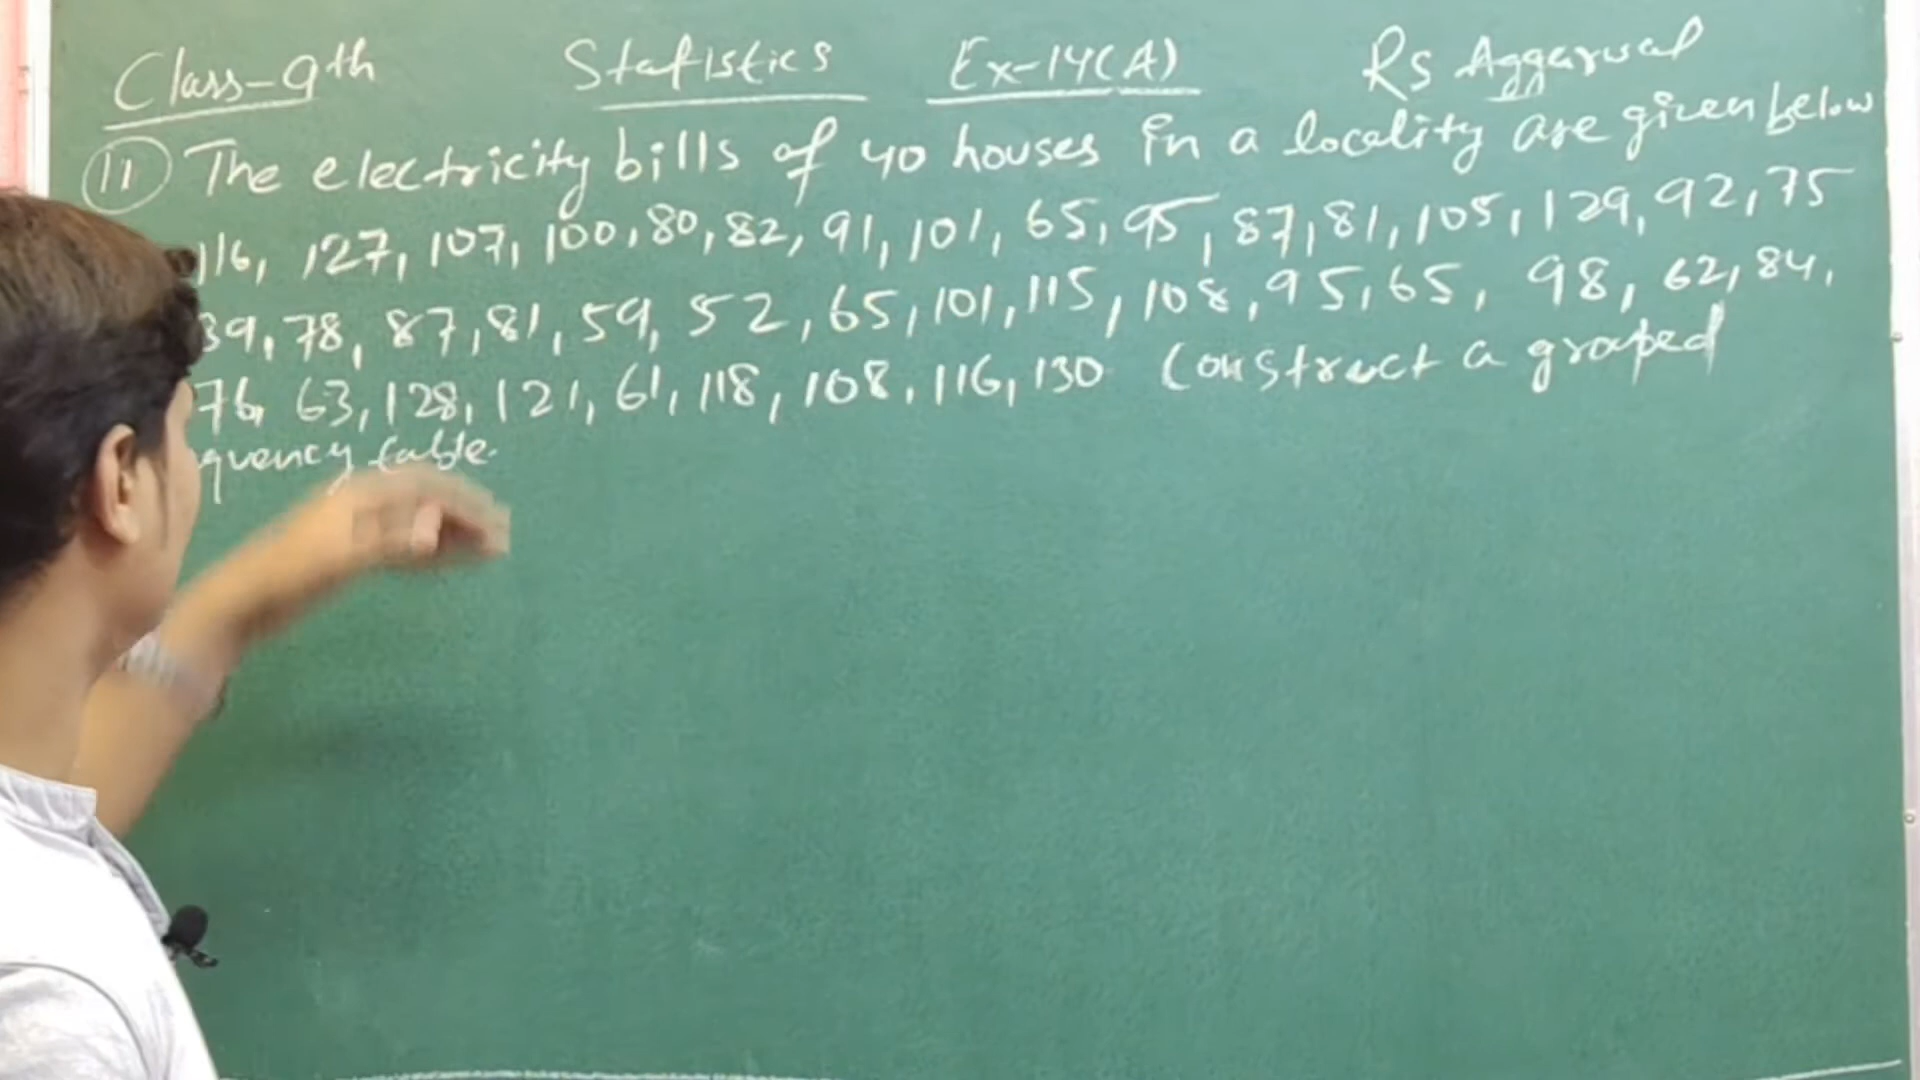 Class-9th Statistics Ex-14(A) RS Aggarwal
(11) The electricity bills of 40 houses in a locality are given below
116, 127, 107, 100, 80, 82, 91, 101, 65, 95, 87, 81, 105, 129, 92, 75
89, 78, 87, 81, 59, 52, 65, 101, 115, 108, 95, 65, 98, 62, 84,
76, 63, 128, 121, 61, 118, 108, 116, 130 Construct a graped
quency table.